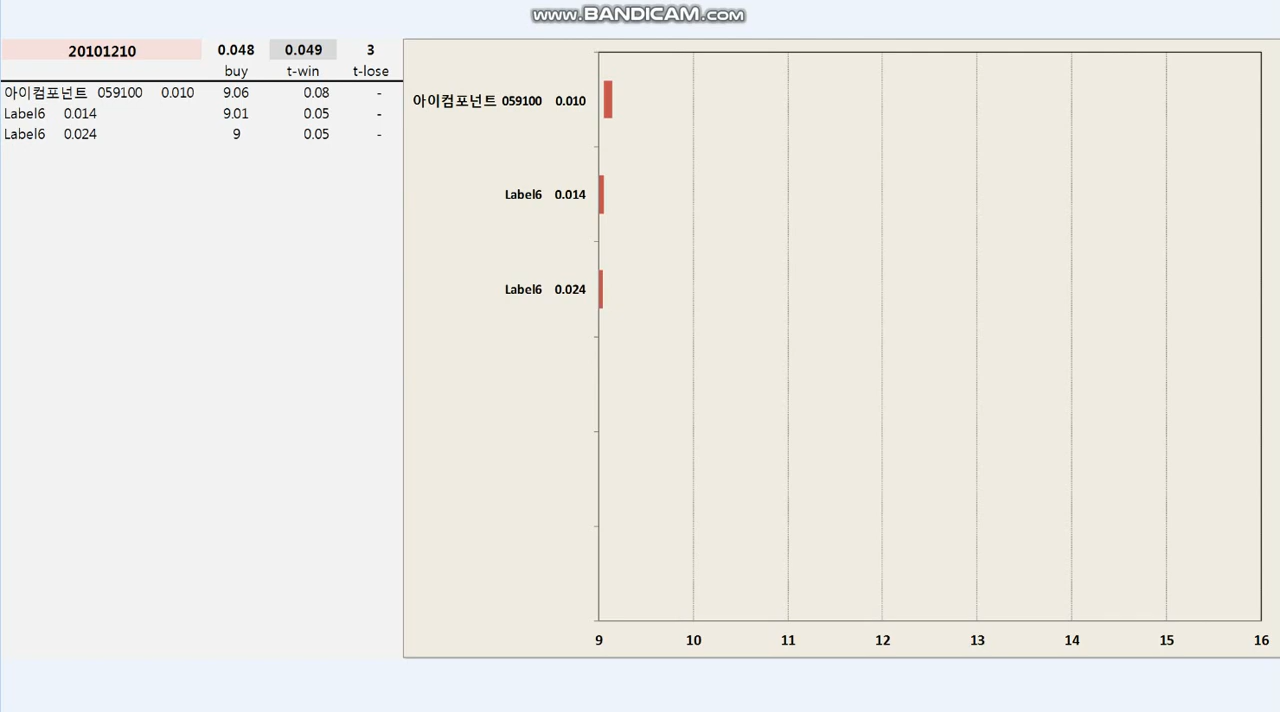 www.BANDICAM.com
20101210 0.048 0.049 3
buy t-win t-lose
아이컴포넌트 059100 0.010 9.06 0.08 -
Label6 0.014 9.01 0.05 -
Label6 0.024 9 0.05 -
아이컴포넌트 059100 0.010
Label6 0.014
Label6 0.024
9 10 11 12 13 14 15 16